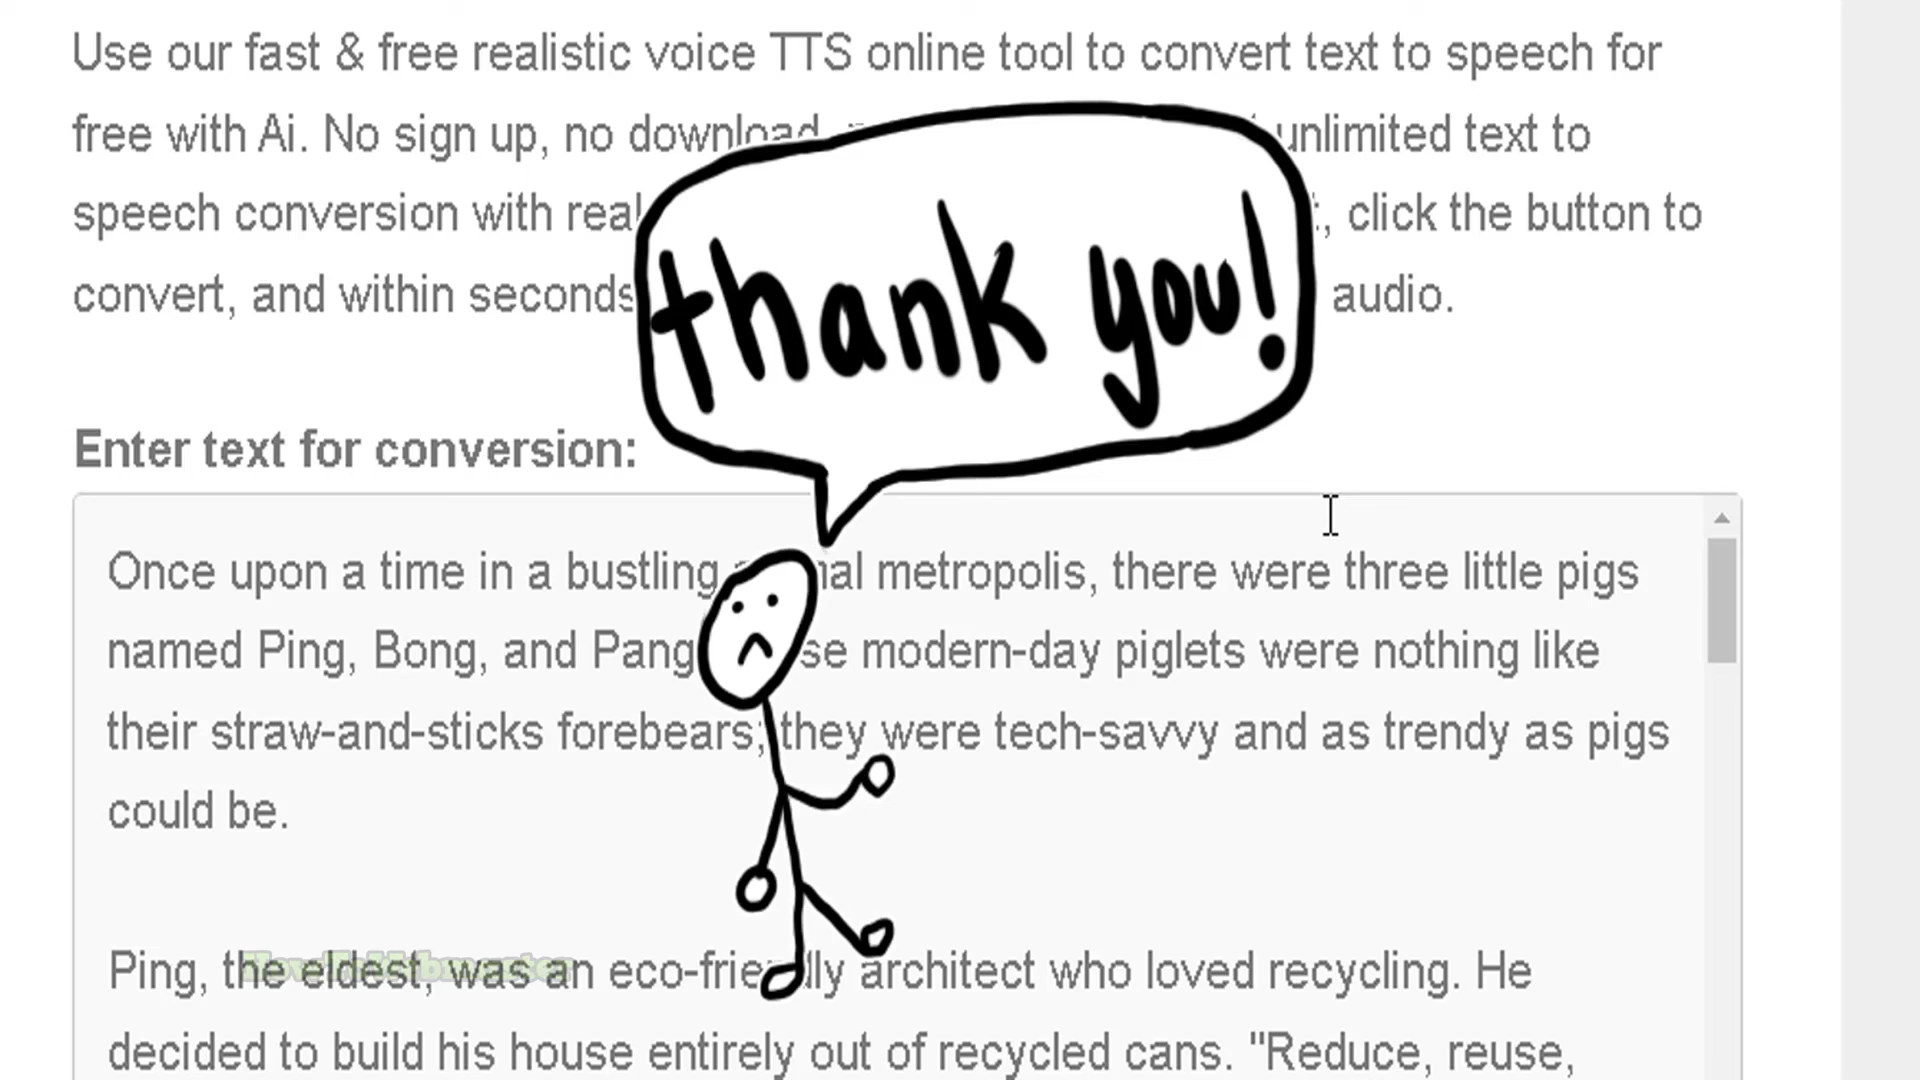 Use our fast & free realistic voice TTS online tool to convert text to speech for
free with Ai. No sign up, no download, unlimited text to
speech conversion with real click the button to
convert, and within seconds audio.
thank you!
Enter text for conversion:
Once upon a time in a bustling metropolis, there were three little pigs
named Ping, Bong, and Pang modern-day piglets were nothing like
their straw-and-sticks forebears; they were tech-savvy and as trendy as pigs
could be.
Ping, the eldest, was an eco-friendly architect who loved recycling. He
decided to build his house entirely out of recycled cans. "Reduce, reuse,